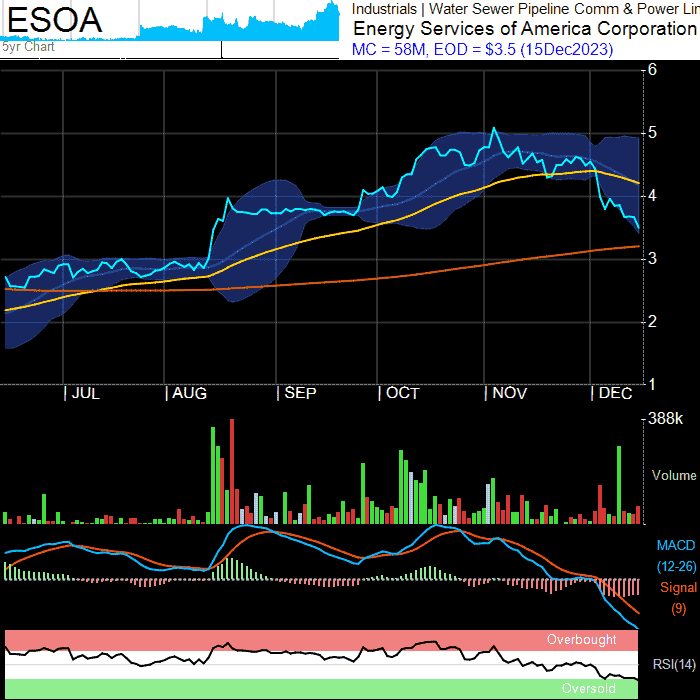 ESOA
5yr Chart
Industrials | Water Sewer Pipeline Comm & Power Lin
Energy Services of America Corporation
MC = 58M, EOD = $3.5 (15Dec2023)
6
5
4
3
2
1
| JUL | AUG | SEP | OCT | NOV | DEC
388k
Volume
MACD
(12-26)
Signal
(9)
Overbought
RSI(14)
Oversold